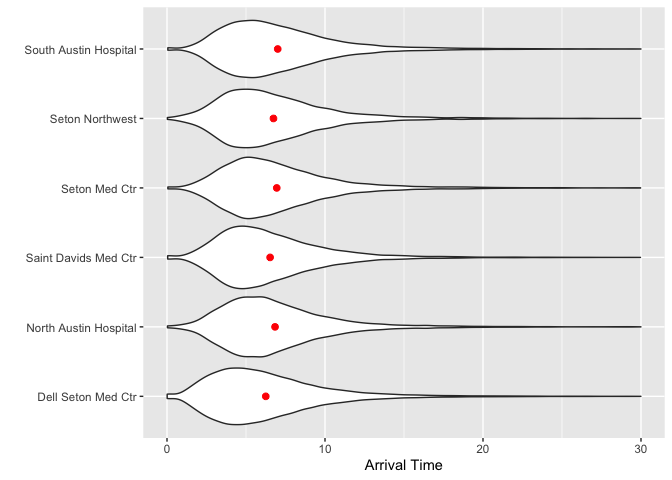 South Austin Hospital
Seton Northwest
Seton Med Ctr
Saint Davids Med Ctr
North Austin Hospital
Dell Seton Med Ctr
0 10 20 30
Arrival Time